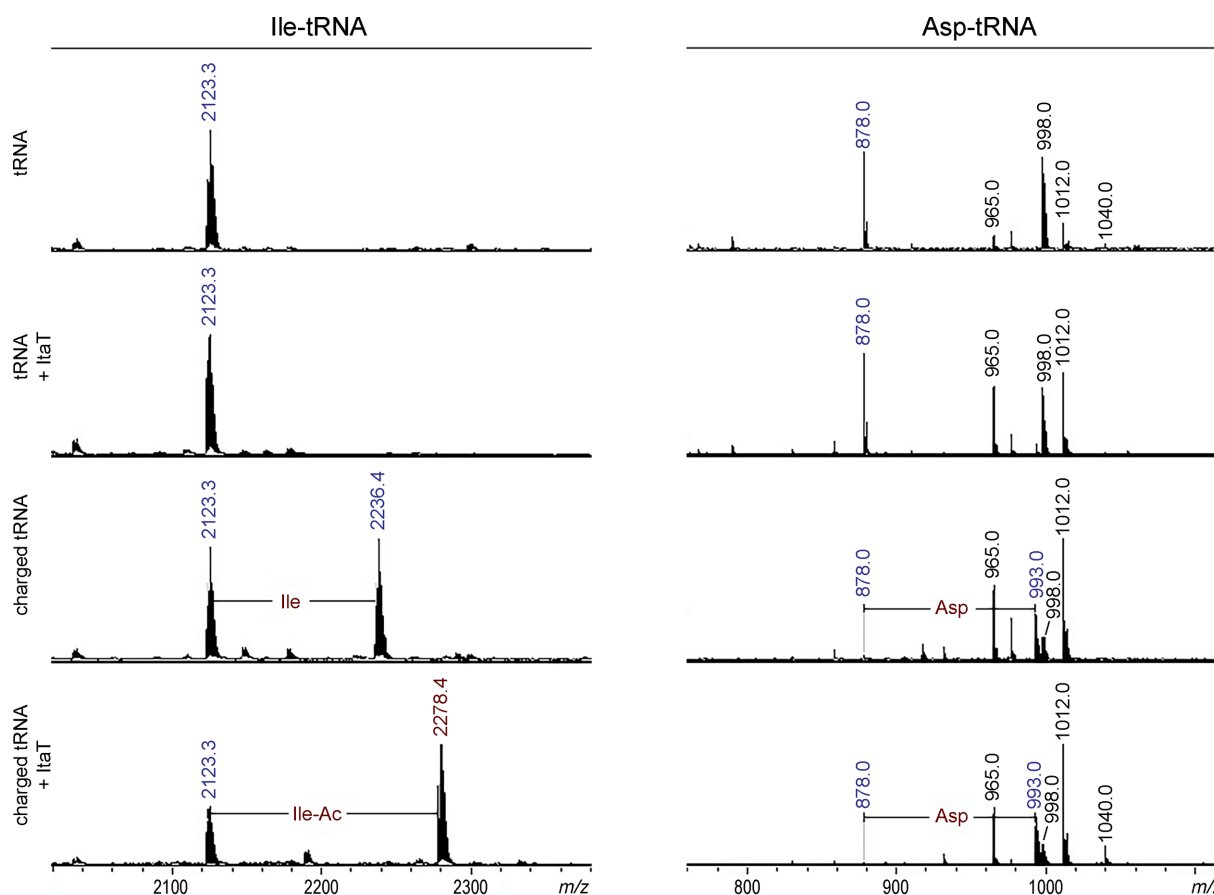 Ile-tRNA
Asp-tRNA
tRNA
2123.3
878.0
965.0
998.0
1012.0
1040.0
tRNA
+ ItaT
2123.3
878.0
965.0
998.0
1012.0
charged tRNA
2123.3
Ile
2236.4
878.0
Asp
965.0
993.0
998.0
1012.0
charged tRNA
+ ItaT
2123.3
Ile-Ac
2278.4
878.0
Asp
965.0
993.0
998.0
1012.0
1040.0
2100
2200
2300
m/z
800
900
1000